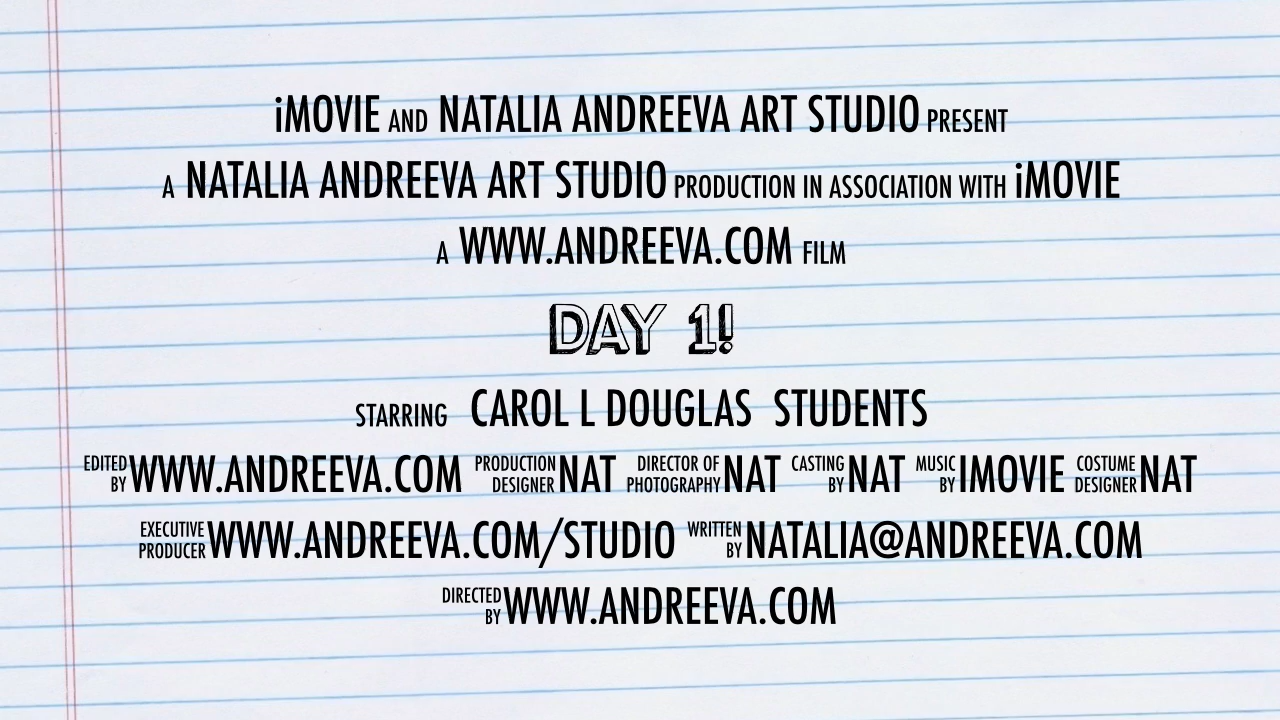 iMOVIE AND NATALIA ANDREEVA ART STUDIO PRESENT
A NATALIA ANDREEVA ART STUDIO PRODUCTION IN ASSOCIATION WITH iMOVIE
A WWW.ANDREEVA.COM FILM
DAY 1!
STARRING CAROL L DOUGLAS STUDENTS
EDITED BY WWW.ANDREEVA.COM PRODUCTION DESIGNER NAT DIRECTOR OF PHOTOGRAPHY NAT CASTING BY NAT MUSIC BY IMOVIE COSTUME DESIGNER NAT
EXECUTIVE PRODUCER WWW.ANDREEVA.COM/STUDIO WRITTEN BY NATALIA@ANDREEVA.COM
DIRECTED BY WWW.ANDREEVA.COM